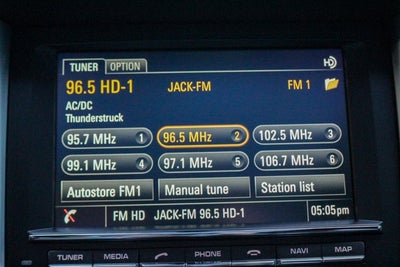 TUNER OPTION HD
96.5 HD-1 JACK-FM FM 1
AC/DC
Thunderstruck
95.7 MHz 1 96.5 MHz 2 102.5 MHz 3
99.1 MHz 4 97.1 MHz 5 106.7 MHz 6
Autostore FM1 Manual tune Station list
FM HD JACK-FM 96.5 HD-1 05:05pm
TUNER MEDIA PHONE NAVI MAP